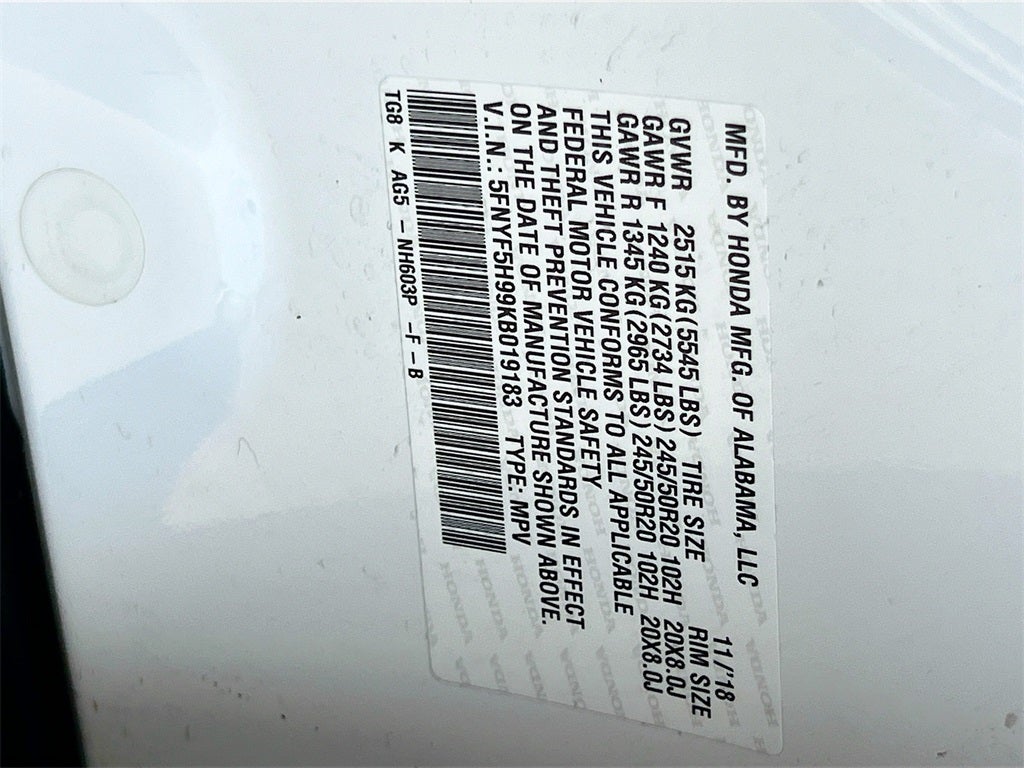 MFD. BY HONDA MFG. OF ALABAMA, LLC 11/'18
GVWR 2515 KG(5545 LBS) TIRE SIZE RIM SIZE
GAWR F 1240 KG(2734 LBS) 245/50R20 102H 20X8.0J
GAWR R 1345 KG(2965 LBS) 245/50R20 102H 20X8.0J
THIS VEHICLE CONFORMS TO ALL APPLICABLE
FEDERAL MOTOR VEHICLE SAFETY
AND THEFT PREVENTION STANDARDS IN EFFECT
ON THE DATE OF MANUFACTURE SHOWN ABOVE.
V.I.N.: 5FNYF5H99KB019183 TYPE: MPV
TG8 K AG5 - NH603P -F-B